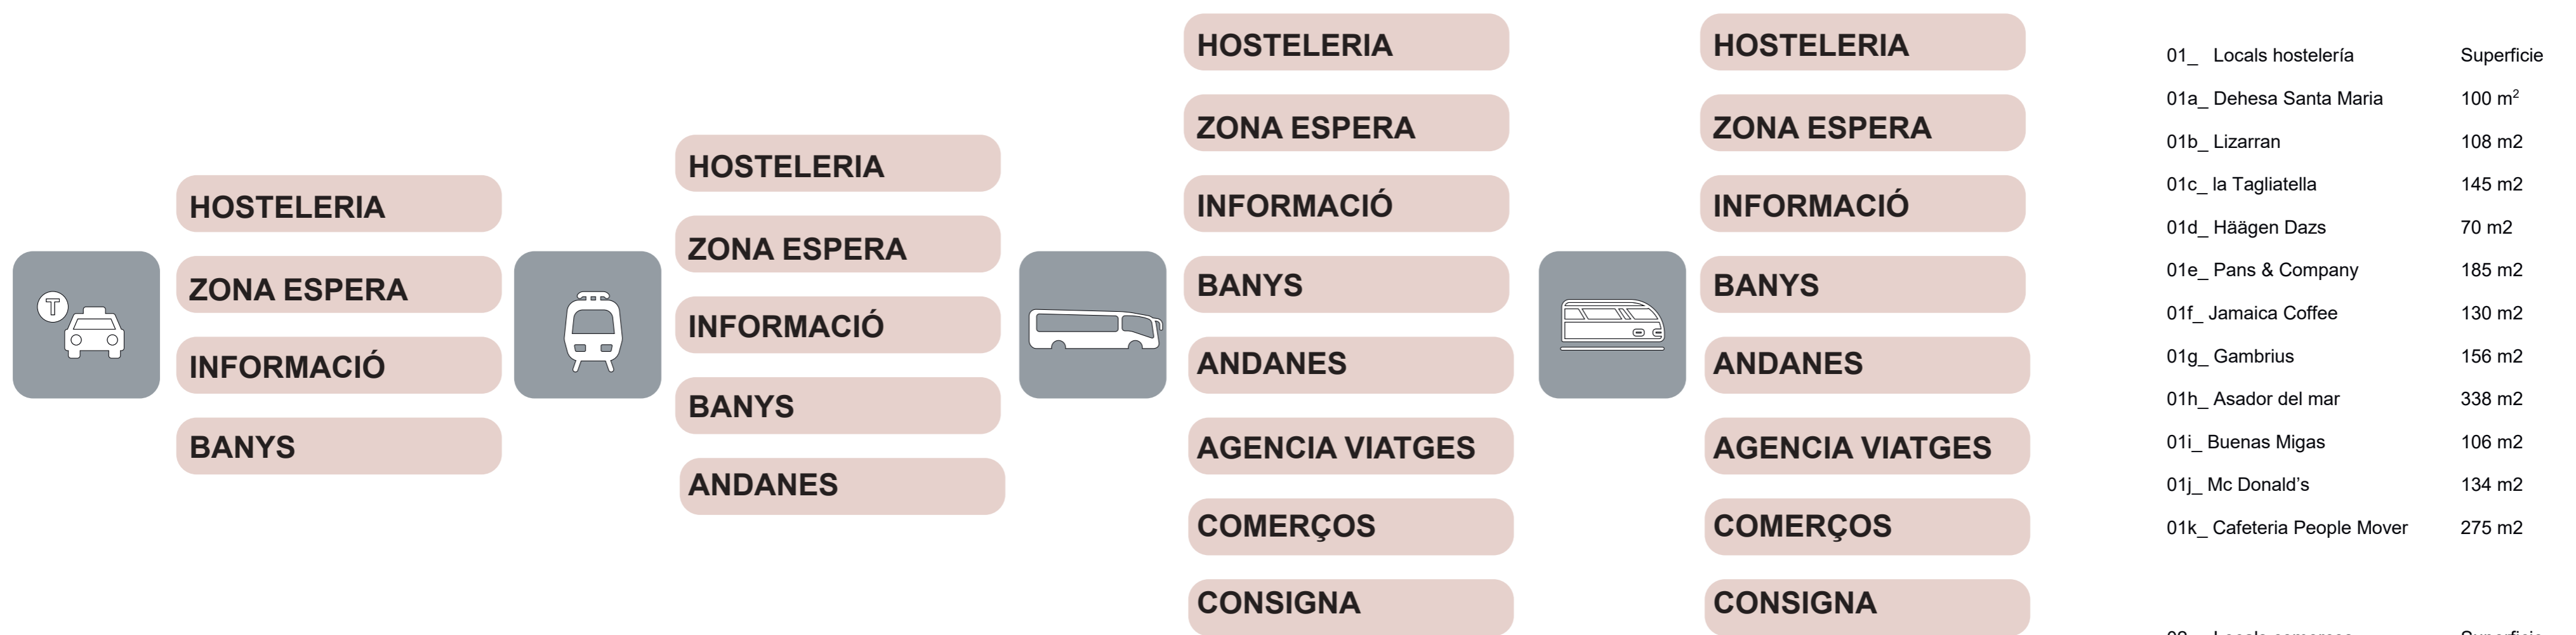 T
HOSTELERIA
ZONA ESPERA
INFORMACIÓ
BANYS
HOSTELERIA
ZONA ESPERA
INFORMACIÓ
BANYS
ANDANES
HOSTELERIA
ZONA ESPERA
INFORMACIÓ
BANYS
ANDANES
AGENCIA VIATGES
COMERÇOS
CONSIGNA
HOSTELERIA
ZONA ESPERA
INFORMACIÓ
BANYS
ANDANES
AGENCIA VIATGES
COMERÇOS
CONSIGNA
01_ Locals hostelería Superficie
01a_ Dehesa Santa Maria 100 m²
01b_ Lizarran 108 m2
01c_ la Tagliatella 145 m2
01d_ Häägen Dazs 70 m2
01e_ Pans & Company 185 m2
01f_ Jamaica Coffee 130 m2
01g_ Gambrius 156 m2
01h_ Asador del mar 338 m2
01i_ Buenas Migas 106 m2
01j_ Mc Donald’s 134 m2
01k_ Cafeteria People Mover 275 m2